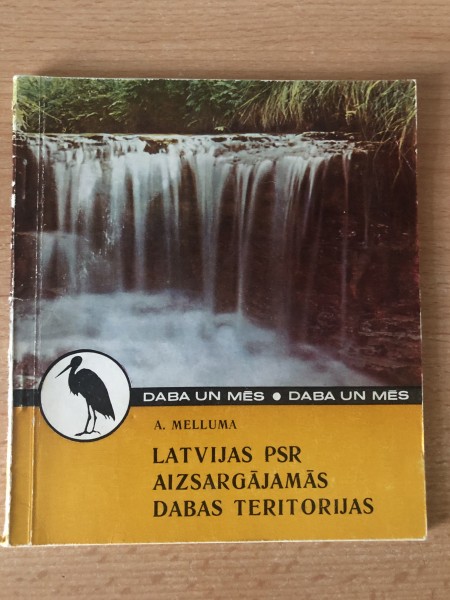 DABA UN MĒS ● DABA UN MĒS
A. MELLUMA
LATVIJAS PSR
AIZSARGĀJAMĀS
DABAS TERITORIJAS